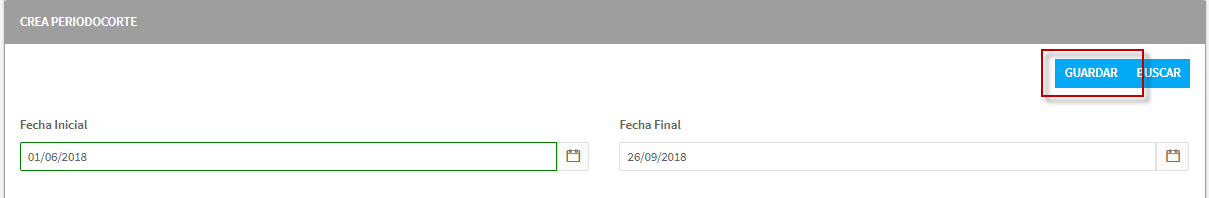 CREA PERIODOCORTE
GUARDAR BUSCAR
Fecha Inicial Fecha Final
01/06/2018 26/09/2018